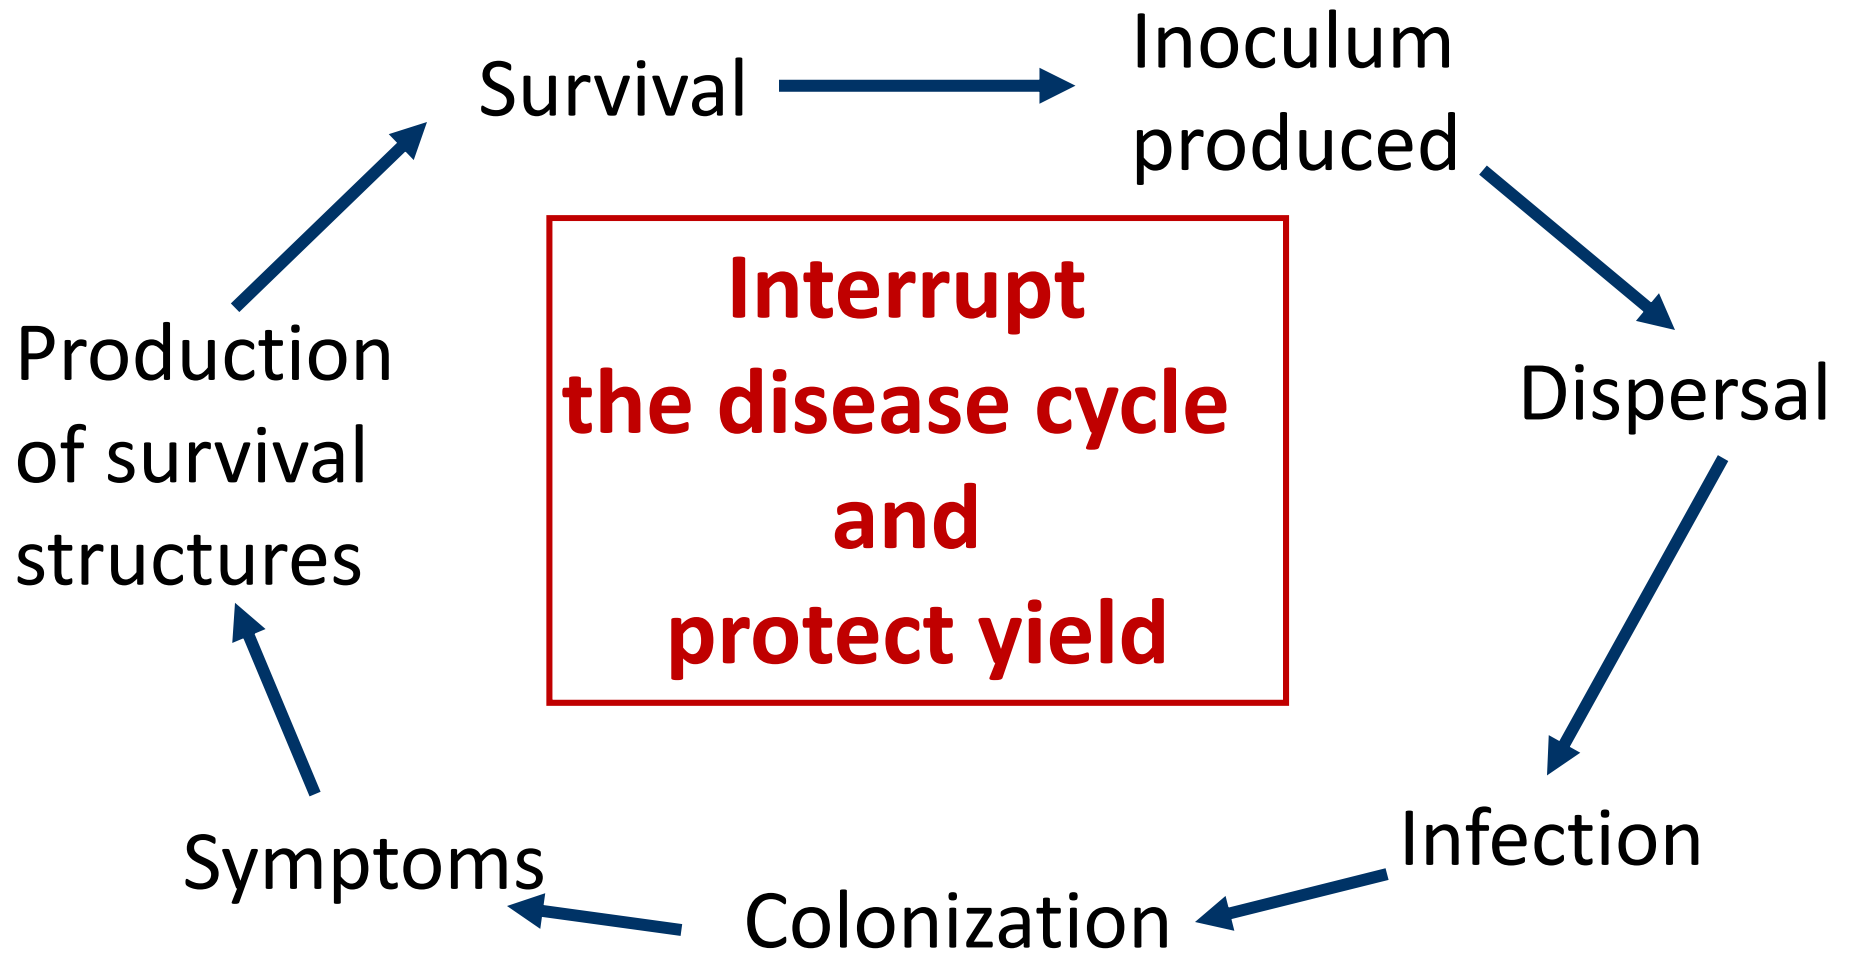 Survival
Inoculum
produced
Dispersal
Infection
Colonization
Symptoms
Production
of survival
structures
Interrupt
the disease cycle
and
protect yield